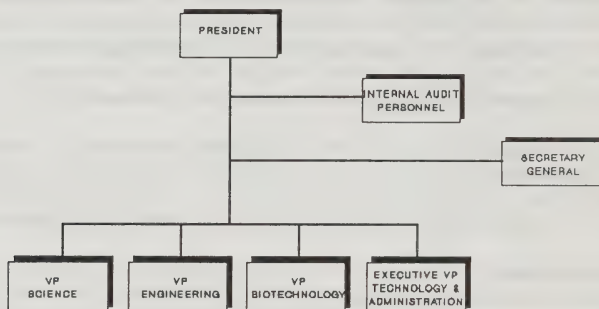 PRESIDENT
INTERNAL AUDIT
PERSONNEL
SECRETARY
GENERAL
VP
SCIENCE
VP
ENGINEERING
VP
BIOTECHNOLOGY
EXECUTIVE VP
TECHNOLOGY &
ADMINISTRATION